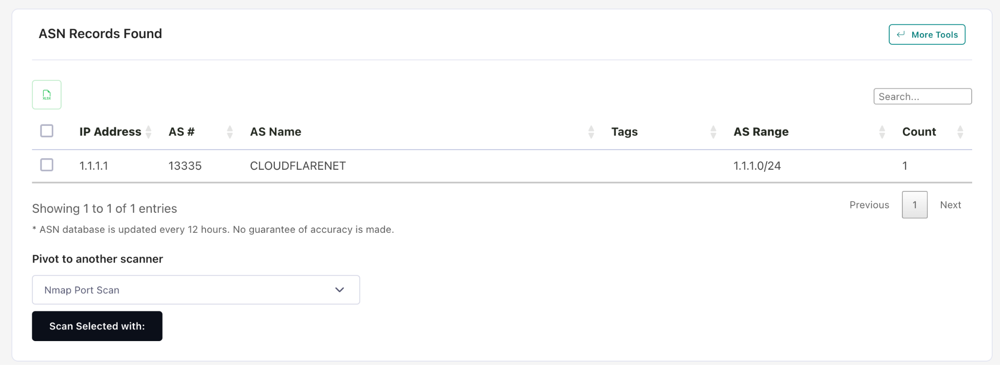 ASN Records Found
More Tools
XLSX
Search...
IP Address AS # AS Name Tags AS Range Count
1.1.1.1 13335 CLOUDFLARENET 1.1.1.0/24 1
Showing 1 to 1 of 1 entries
Previous 1 Next
* ASN database is updated every 12 hours. No guarantee of accuracy is made.
Pivot to another scanner
Nmap Port Scan
Scan Selected with: